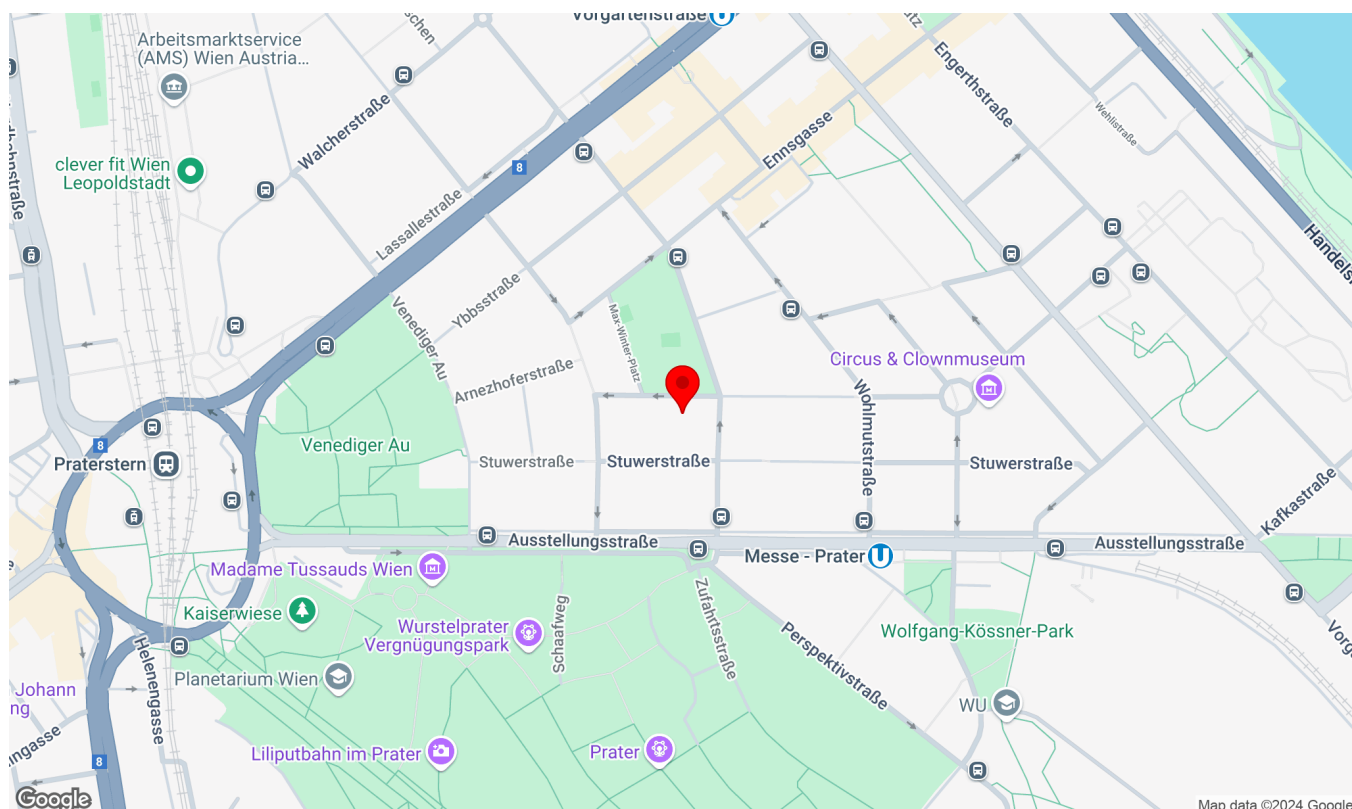 Vorgartenstraße
Arbeitsmarktservice
(AMS) Wien Austria...
clever fit Wien
Leopoldstadt
Walcherstraße
Lassallestraße
8
Ennsgasse
Engerthstraße
Wehlistraße
Handelsk
Ybbsstraße
Venediger Au
Max-Winter-Platz
Arnezhoferstraße
Circus & Clownmuseum
Wohlmutstraße
8
Venediger Au
Praterstern
Stuwerstraße
Stuwerstraße
Stuwerstraße
Kafkastraße
Ausstellungsstraße
Messe - Prater
Ausstellungsstraße
Madame Tussauds Wien
Kaiserwiese
Wurstelprater
Vergnügungspark
Schaafweg
Zufahrtsstraße
Perspektivstraße
Wolfgang-Kössner-Park
Vorga
Helenengasse
Planetarium Wien
Johann
ng
WU
Liliputbahn im Prater
Prater
8
Google
Map data ©2024 Google